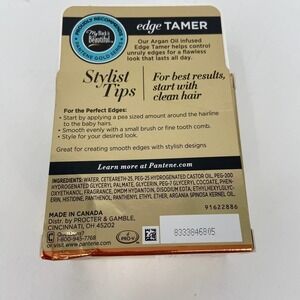 PROUDLY RECOMMENDED
My Black is
Beautiful
PANTENE GOLD SERIES
edge TAMER
Our Argan Oil infused
Edge Tamer helps control
unruly edges for a flawless
look that lasts all day.
Stylist
Tips
For best results,
start with
clean hair
For the Perfect Edges:
• Start by applying a pea sized amount around the hairline
to the baby hairs.
• Smooth evenly with a small brush or fine tooth comb.
• Style for your desired look.
Great for creating smooth edges with stylish designs
Learn more at Pantene.com
INGREDIENTS: WATER, CETEARETH-25, PEG-25 HYDROGENATED CASTOR OIL, PEG-200
HYDROGENATED GLYCERYL PALMATE, GLYCERIN, PEG-7 GLYCERYL COCOATE, PHEN-
OXYETHANOL, FRAGRANCE, DMDM HYDANTOIN, DISODIUM EDTA, ETHYLHEXYLGLYC-
ERIN, HISTIDINE, PANTHENOL, PANTHENYL ETHYL ETHER, ARGANIA SPINOSA KERNEL OIL.
91622886
MADE IN CANADA
Distr. by PROCTER & GAMBLE,
CINCINNATI, OH 45202
1-800-945-7768
www.pantene.com
PRO-V
8333846805